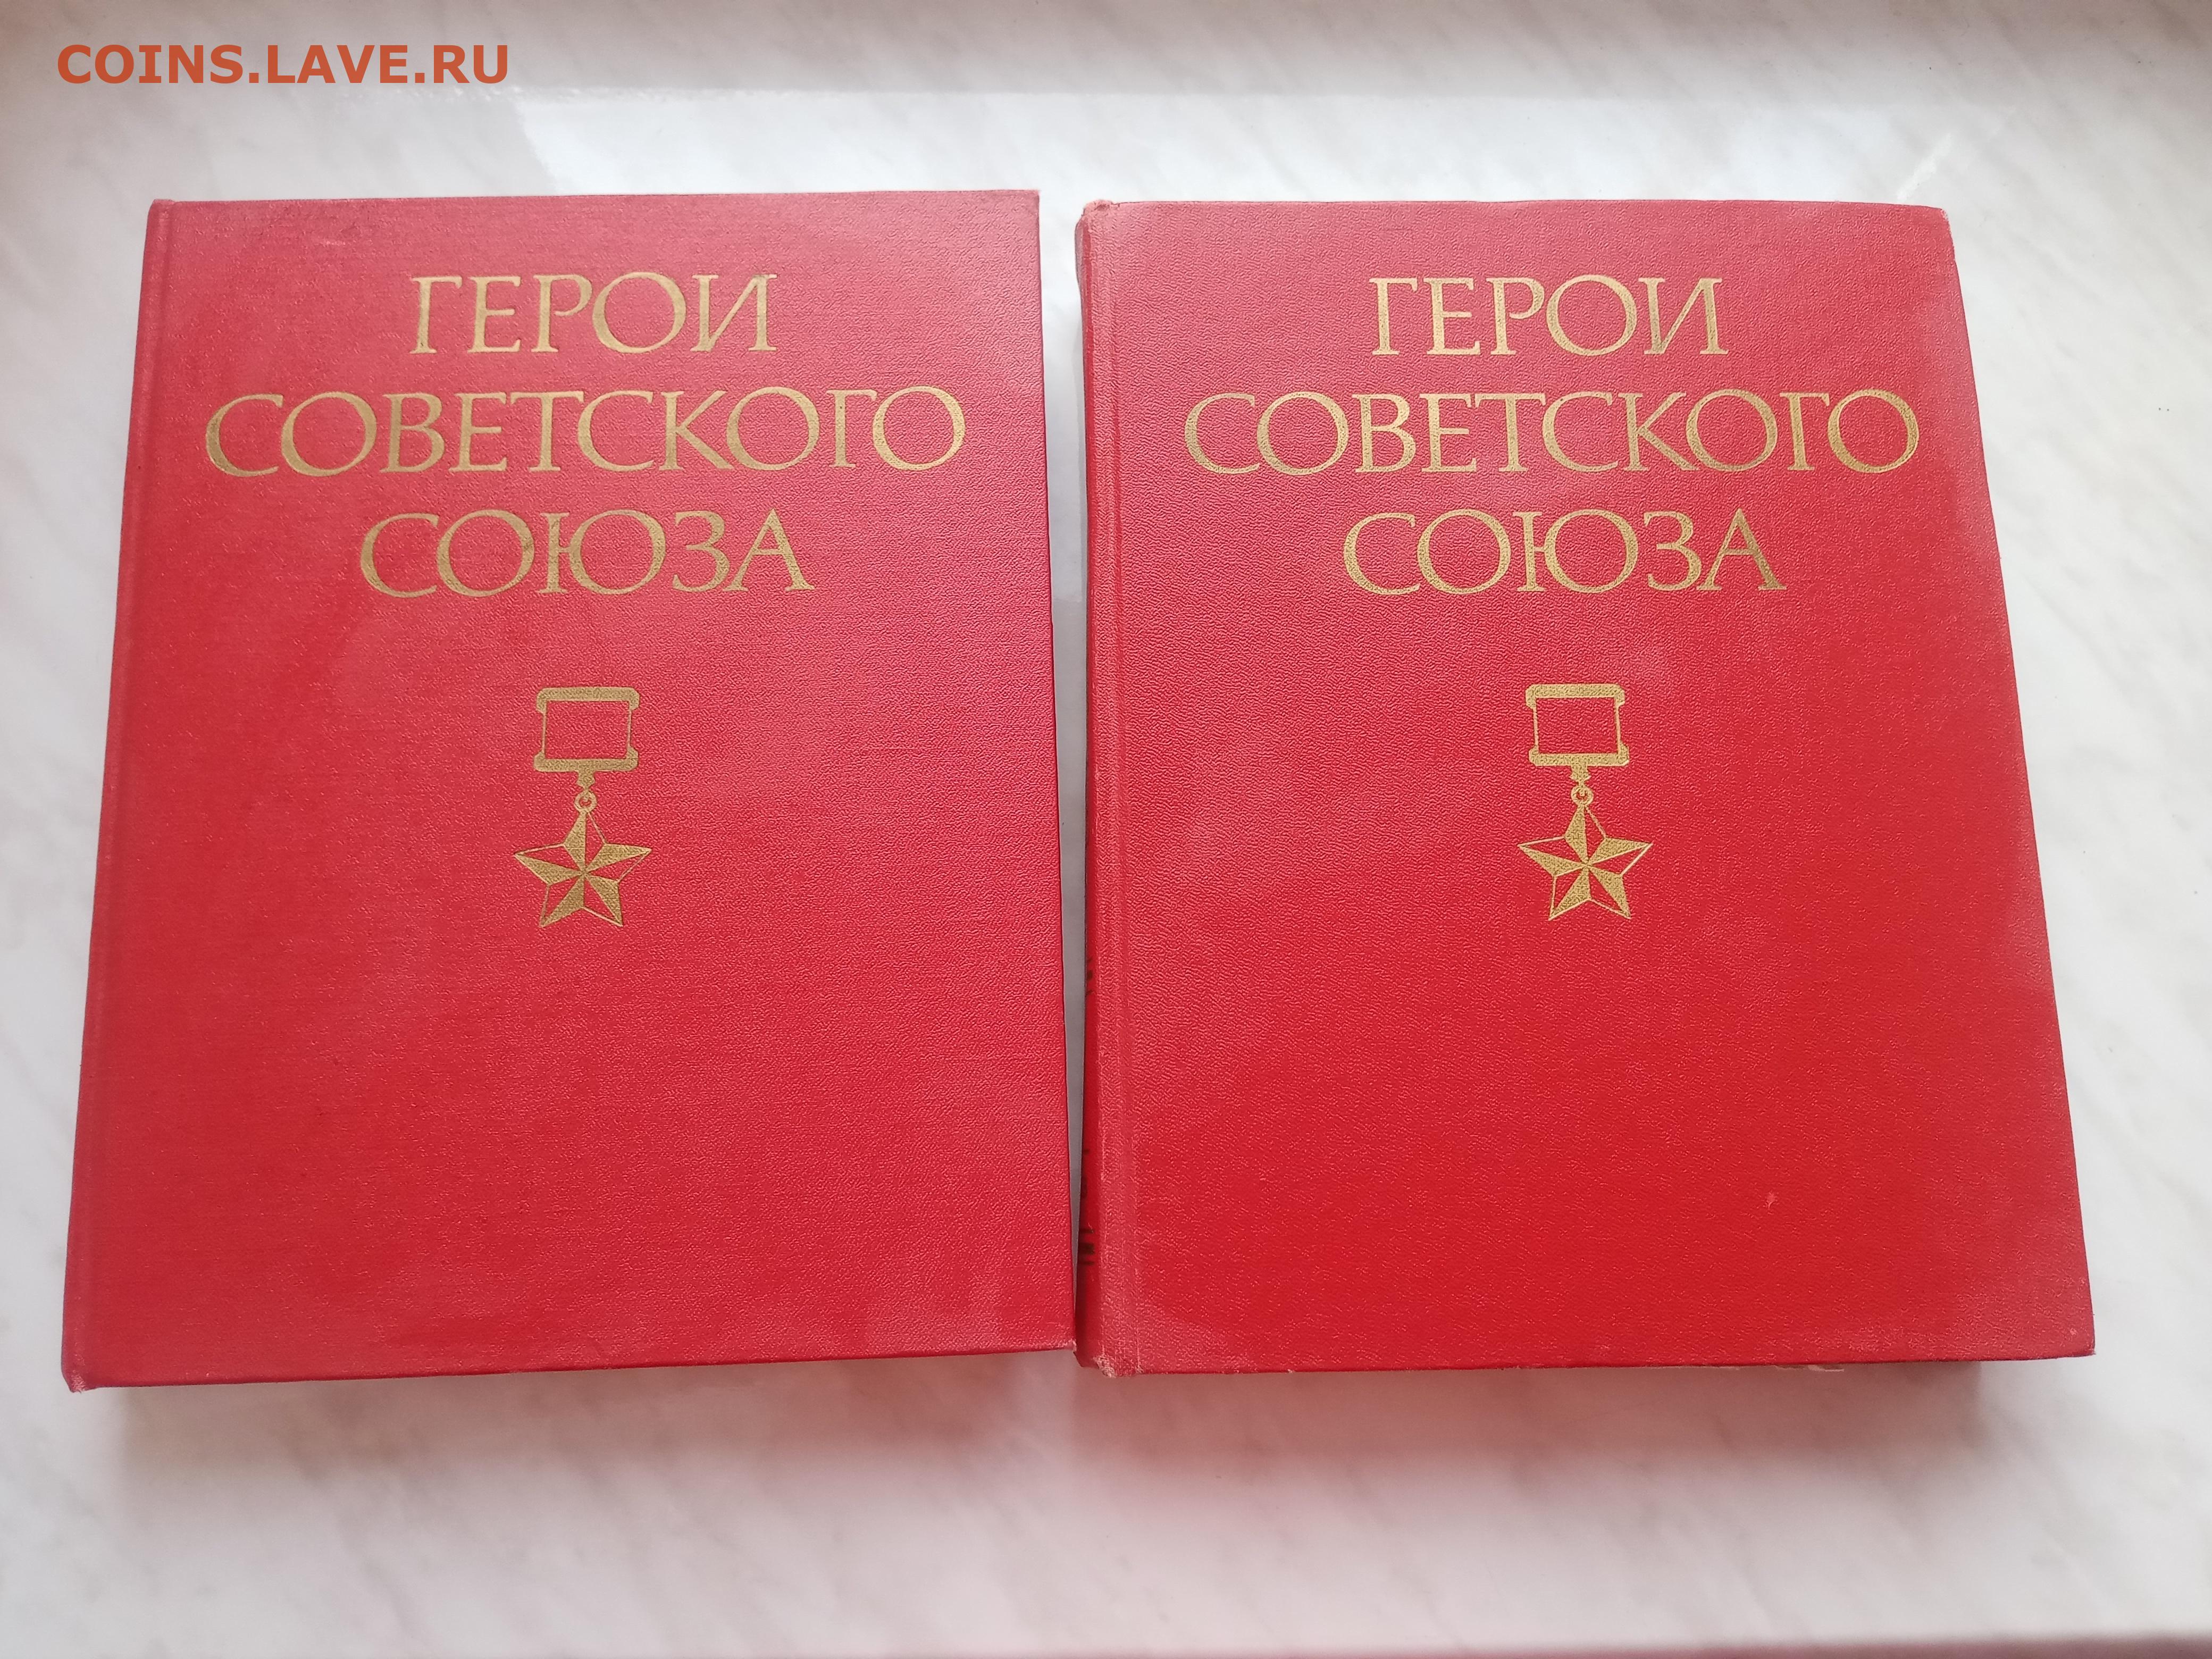 COINS.LAVE.RU
ГЕРОИ
СОВЕТСКОГО
СОЮЗА
ГЕРОИ
СОВЕТСКОГО
СОЮЗА